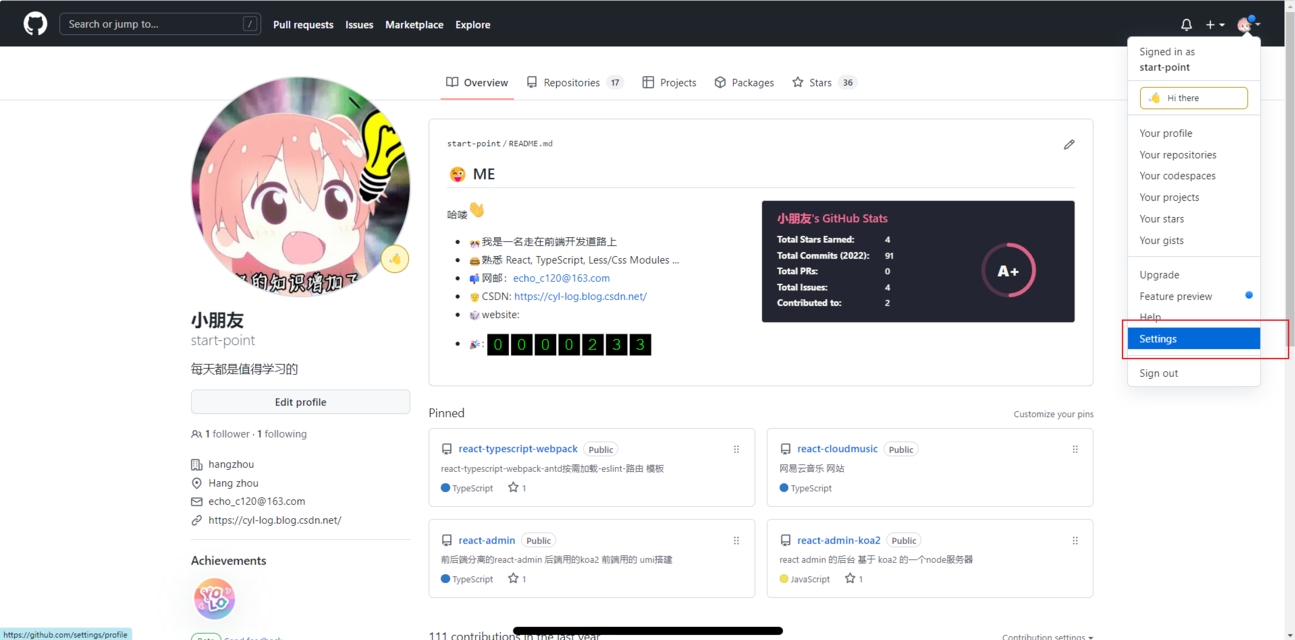 Search or jump to...
/
Pull requests
Issues
Marketplace
Explore
Signed in as
start-point
Hi there
Your profile
Your repositories
Your codespaces
Your projects
Your stars
Your gists
Upgrade
Feature preview
Help
Settings
Sign out
Overview
Repositories 17
Projects
Packages
Stars 36
小朋友
start-point
每天都是值得学习的
Edit profile
1 follower · 1 following
hangzhou
Hang zhou
echo_c120@163.com
https://cyl-log.blog.csdn.net/
Achievements
YOLO
start-point / README.md
ME
哈喽
我是一名走在前端开发道路上
熟悉 React, TypeScript, Less/Css Modules ...
网邮: echo_c120@163.com
CSDN: https://cyl-log.blog.csdn.net/
website:
: 0 0 0 0 2 3 3
小朋友's GitHub Stats
Total Stars Earned: 4
Total Commits (2022): 91
Total PRs: 0
Total Issues: 4
Contributed to: 2
A+
Pinned
Customize your pins
react-typescript-webpack Public
react-typescript-webpack-antd按需加载-eslint-路由 模板
TypeScript 1
react-cloudmusic Public
网易云音乐 网站
TypeScript
react-admin Public
前后端分离的react-admin 后端用的koa2 前端用的 umi搭建
TypeScript 1
react-admin-koa2 Public
react admin 的后台 基于 koa2 的一个node服务器
JavaScript 1
111 contributions in the last year
Contribution settings
https://github.com/settings/profile